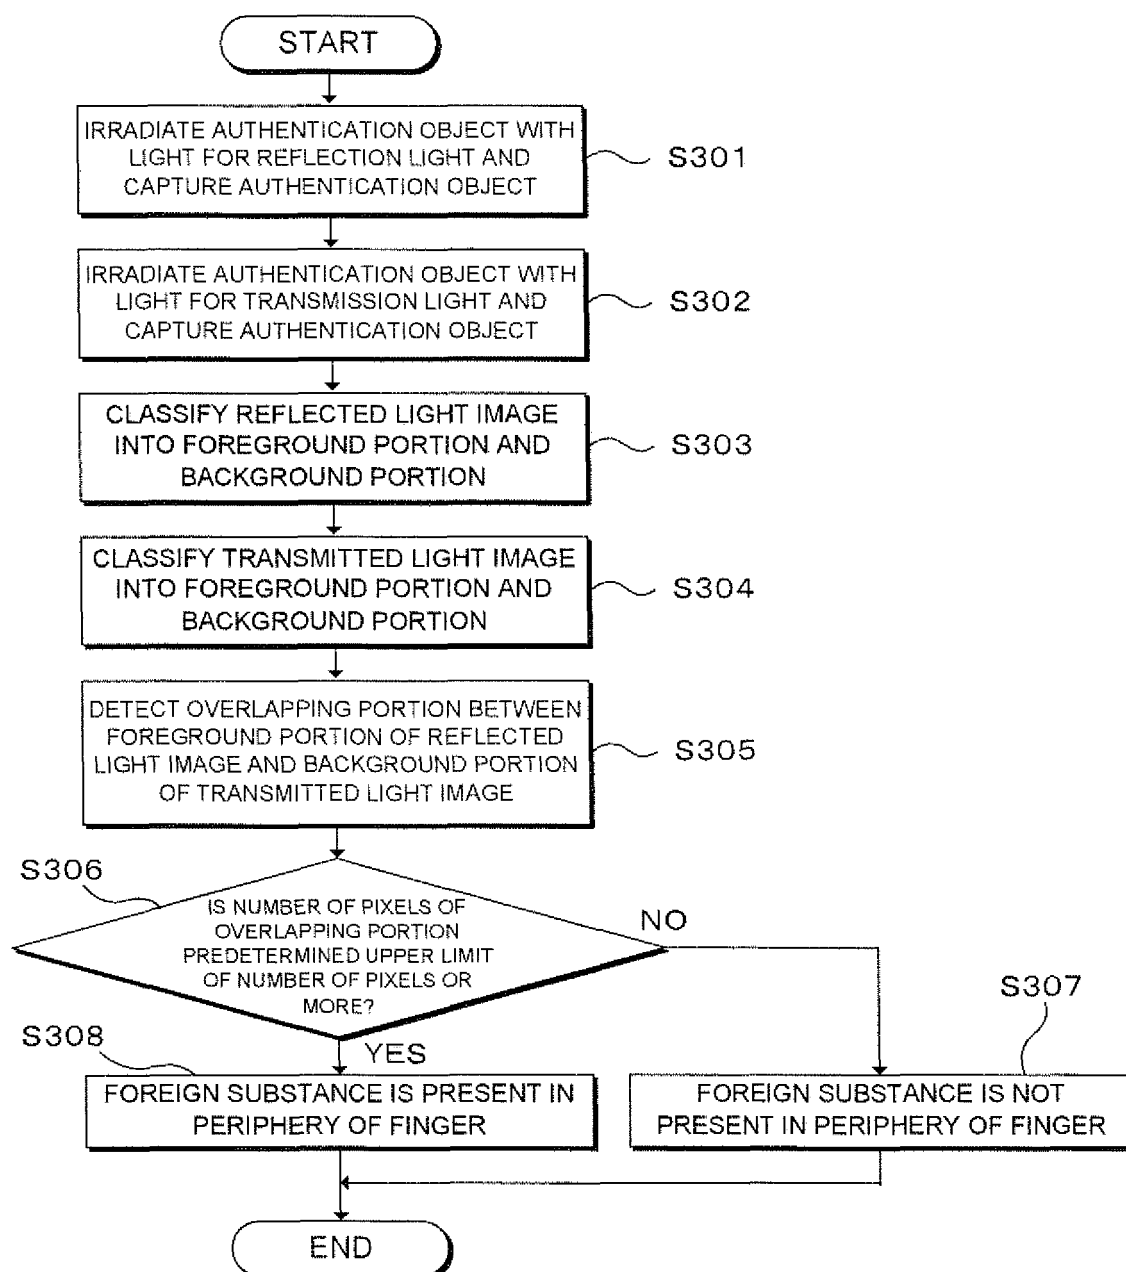 START
IRRADIATE AUTHENTICATION OBJECT WITH
LIGHT FOR REFLECTION LIGHT AND
CAPTURE AUTHENTICATION OBJECT
S301
IRRADIATE AUTHENTICATION OBJECT WITH
LIGHT FOR TRANSMISSION LIGHT AND
CAPTURE AUTHENTICATION OBJECT
S302
CLASSIFY REFLECTED LIGHT IMAGE
INTO FOREGROUND PORTION AND
BACKGROUND PORTION
S303
CLASSIFY TRANSMITTED LIGHT IMAGE
INTO FOREGROUND PORTION AND
BACKGROUND PORTION
S304
DETECT OVERLAPPING PORTION BETWEEN
FOREGROUND PORTION OF REFLECTED
LIGHT IMAGE AND BACKGROUND PORTION
OF TRANSMITTED LIGHT IMAGE
S305
S306
IS NUMBER OF PIXELS OF
OVERLAPPING PORTION
PREDETERMINED UPPER LIMIT
OF NUMBER OF PIXELS OR
MORE?
NO
S307
S308
YES
FOREIGN SUBSTANCE IS PRESENT IN
PERIPHERY OF FINGER
FOREIGN SUBSTANCE IS NOT
PRESENT IN PERIPHERY OF FINGER
END